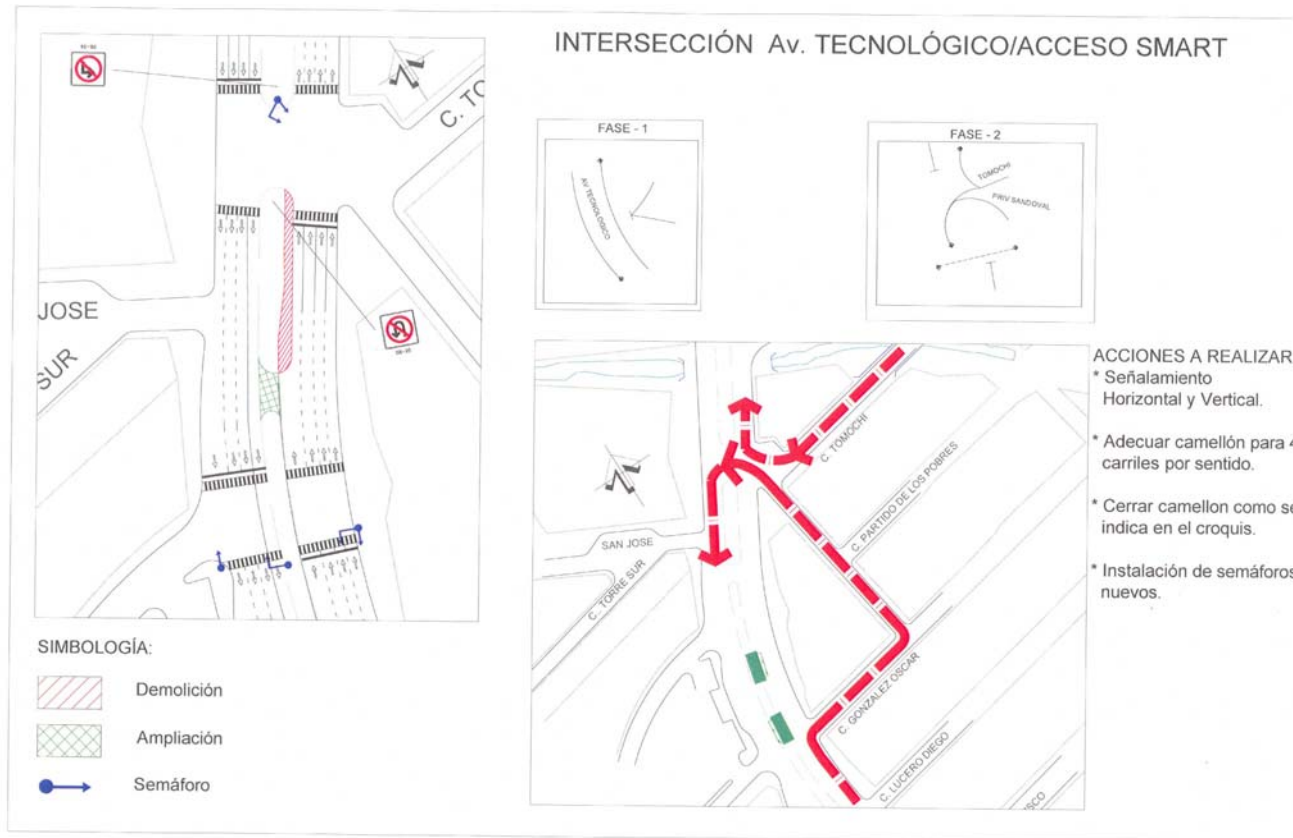 INTERSECCIÓN Av. TECNOLÓGICO/ACCESO SMART
C. TO
JOSE
SUR
FASE - 1
AV TECNOLOGICO
FASE - 2
TOMOCHI
PRIV SANDOVAL
C. TOMOCHI
C. PARTIDO DE LOS POBRES
SAN JOSE
C. TORRE SUR
C. GONZALEZ OSCAR
C. LUCERO DIEGO
SCO
ACCIONES A REALIZAR
* Señalamiento
Horizontal y Vertical.
* Adecuar camellón para 4
carriles por sentido.
* Cerrar camellon como se
indica en el croquis.
* Instalación de semáforos
nuevos.
SIMBOLOGÍA:
Demolición
Ampliación
Semáforo